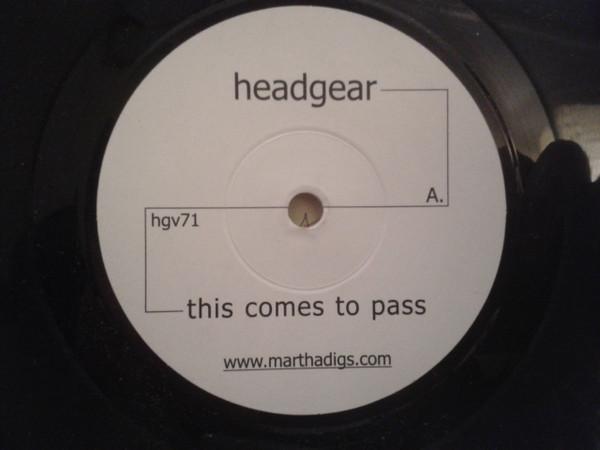 headgear
A.
hgv71
this comes to pass
www.marthadigs.com